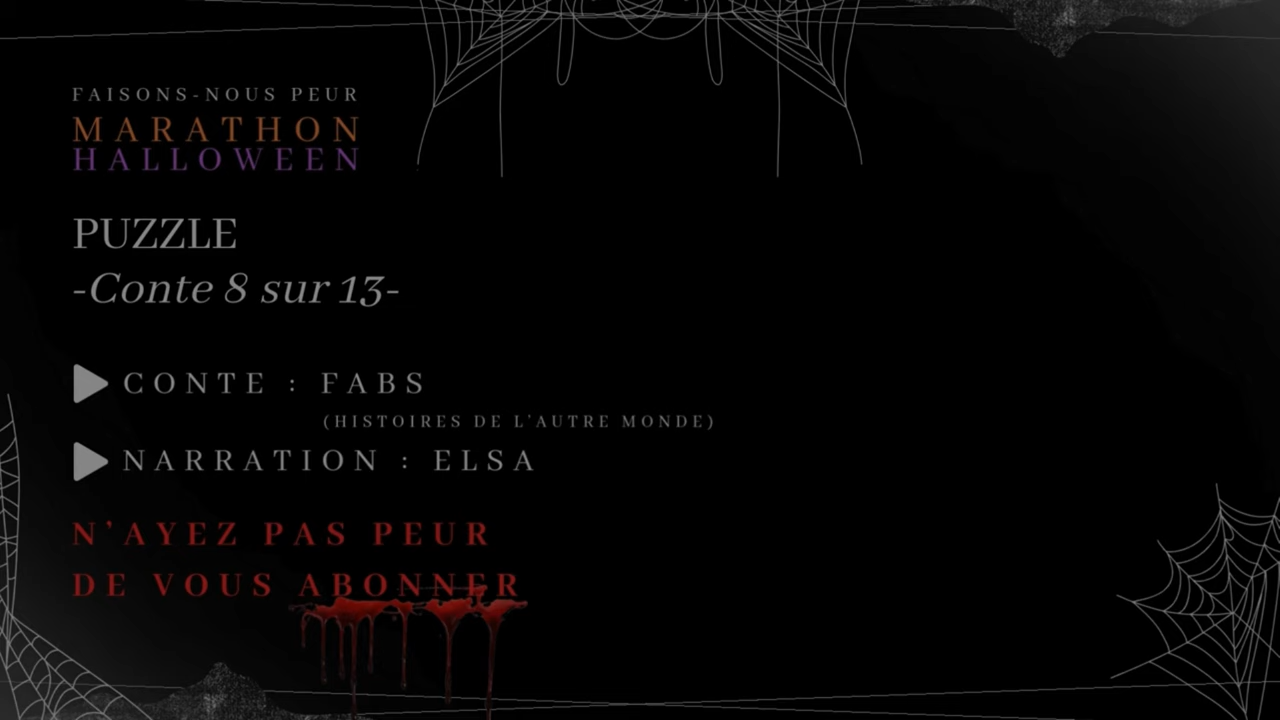 FAISONS-NOUS PEUR
MARATHON
HALLOWEEN
PUZZLE
-Conte 8 sur 13-
CONTE : FABS
(HISTOIRES DE L'AUTRE MONDE)
NARRATION : ELSA
N'AYEZ PAS PEUR
DE VOUS ABONNER